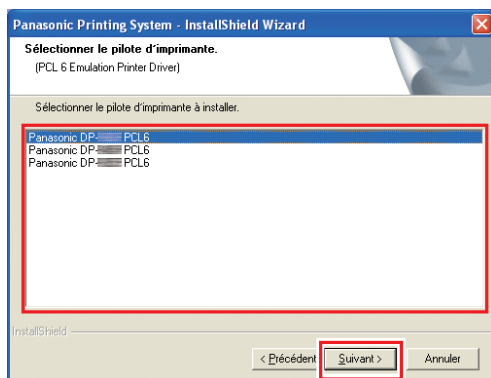 Panasonic Printing System - InstallShield Wizard
Sélectionner le pilote d'imprimante.
(PCL 6 Emulation Printer Driver)
Sélectionner le pilote d'imprimante à installer.
Panasonic DP- PCL6
Panasonic DP- PCL6
Panasonic DP- PCL6
InstallShield
< Précédent Suivant > Annuler